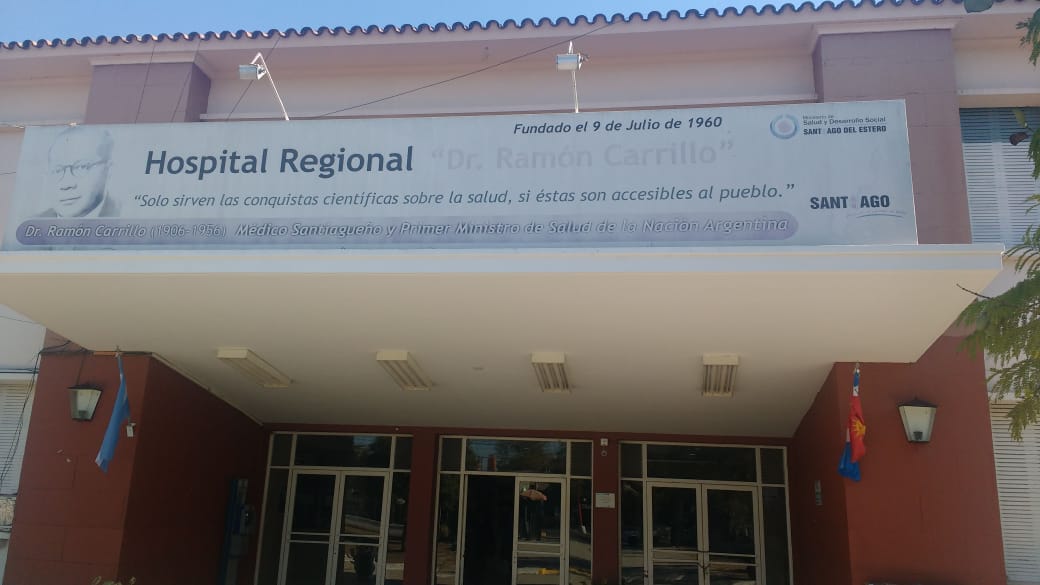 Fundado el 9 de Julio de 1960
Ministerio de
Salud y Desarrollo Social
SANTIAGO DEL ESTERO
Hospital Regional "Dr. Ramón Carrillo"
"Solo sirven las conquistas científicas sobre la salud, si éstas son accesibles al pueblo."
SANTIAGO
Dr. Ramón Carrillo (1906-1956) Médico Santiagueño y Primer Ministro de Salud de la Nación Argentina